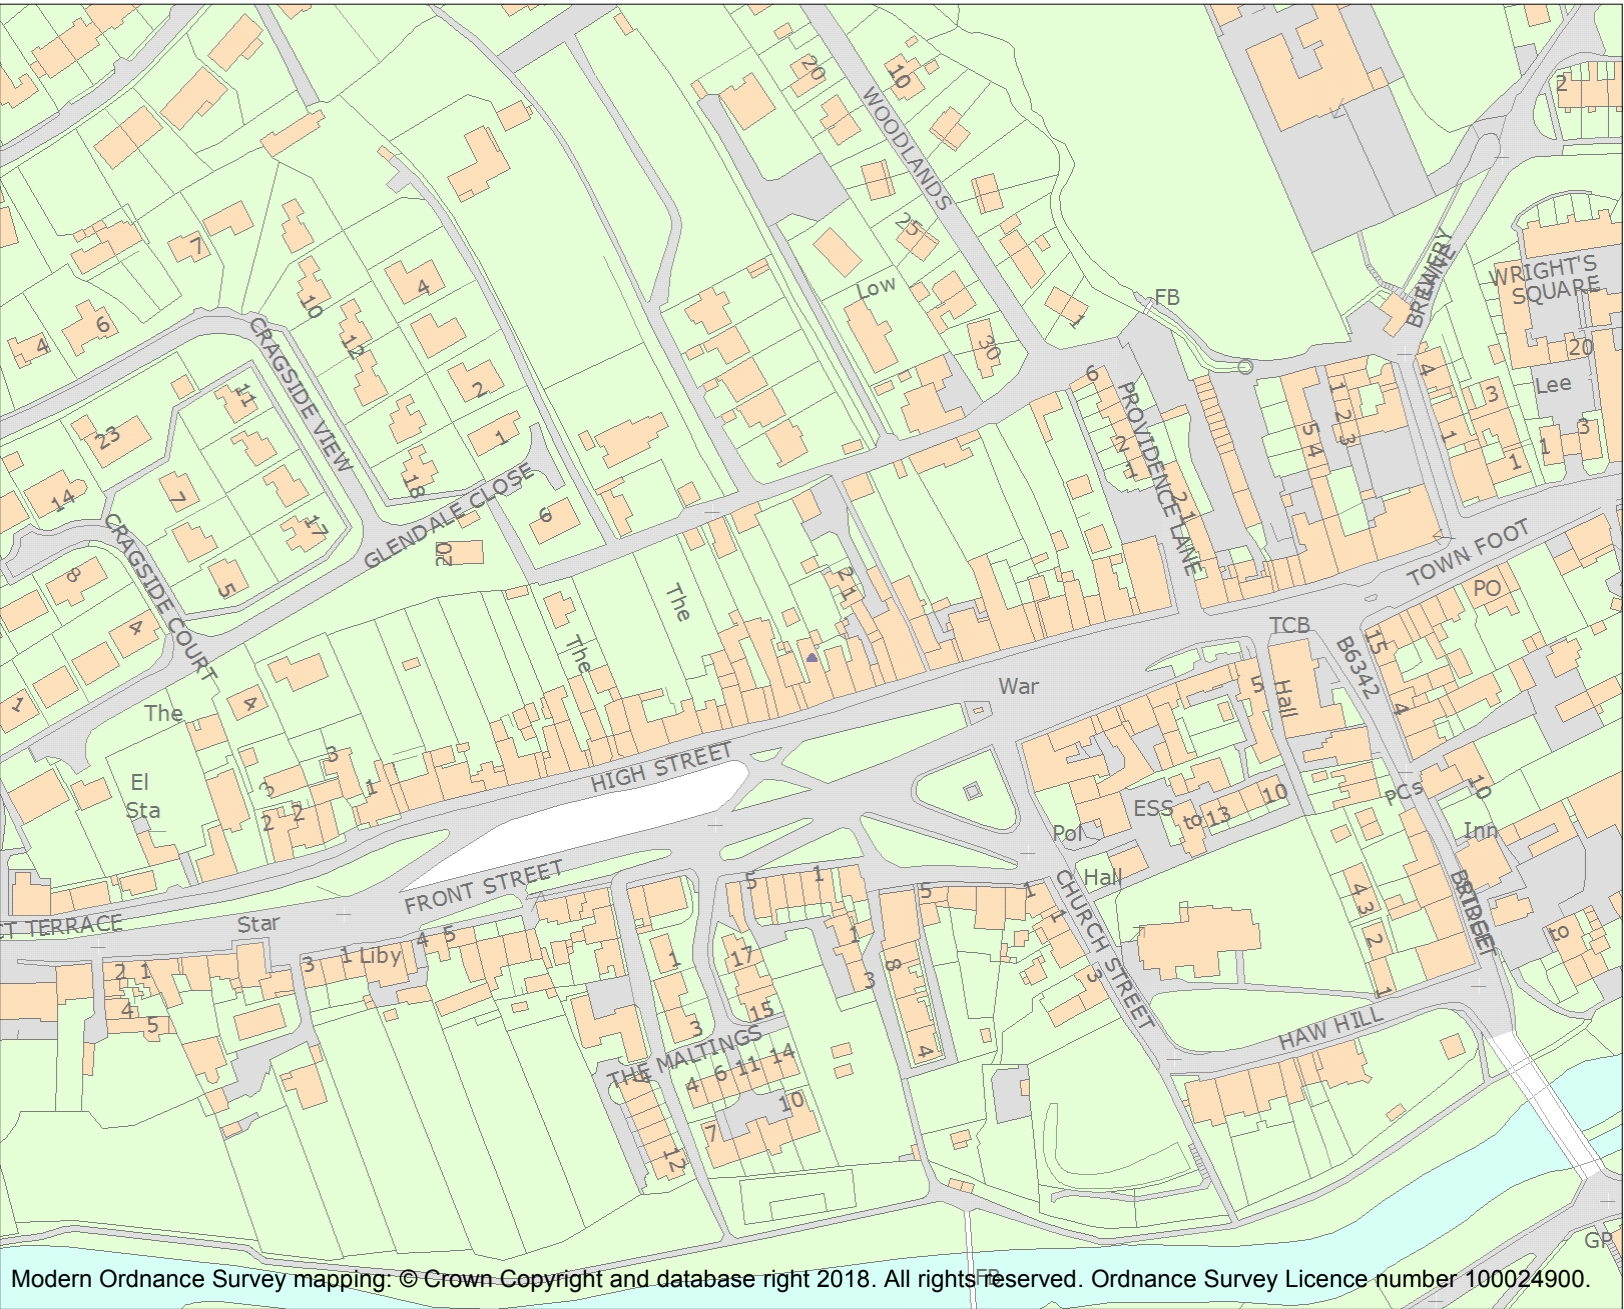 20
10
WOODLANDS
2
7
25
WRIGHT'S
SQUARE
BREWERY
LANE
4
10
Low
FB
1
6
4
12
CRAGSIDE VIEW
30
20
6
4
2
11
Lee
3
23
1
PROVIDENCE LANE
1
2
3
5
4
1
1
3
1
2
1
18
14
7
17
GLENDALE CLOSE
6
20
2
1
CRAGSIDE COURT
8
5
4
2
1
TOWN FOOT
PO
The
The
TCB
15
B6342
1
The
4
War
5
Hall
4
3
3
1
2
2
El
Sta
HIGH STREET
PCs
10
ESS
to
13
10
Pol
Inn
Hall
FRONT STREET
5
1
5
1
1
CHURCH STREET
4
3
2
1
BRIDGE
STREET
to
CT TERRACE
Star
4
5
3
1
Liby
2
1
4
5
1
17
1
3
8
3
15
3
4
THE MALTINGS
HAW HILL
4
6
11
14
10
7
12
GP
FB
Modern Ordnance Survey mapping: © Crown Copyright and database right 2018. All rights reserved. Ordnance Survey Licence number 100024900.